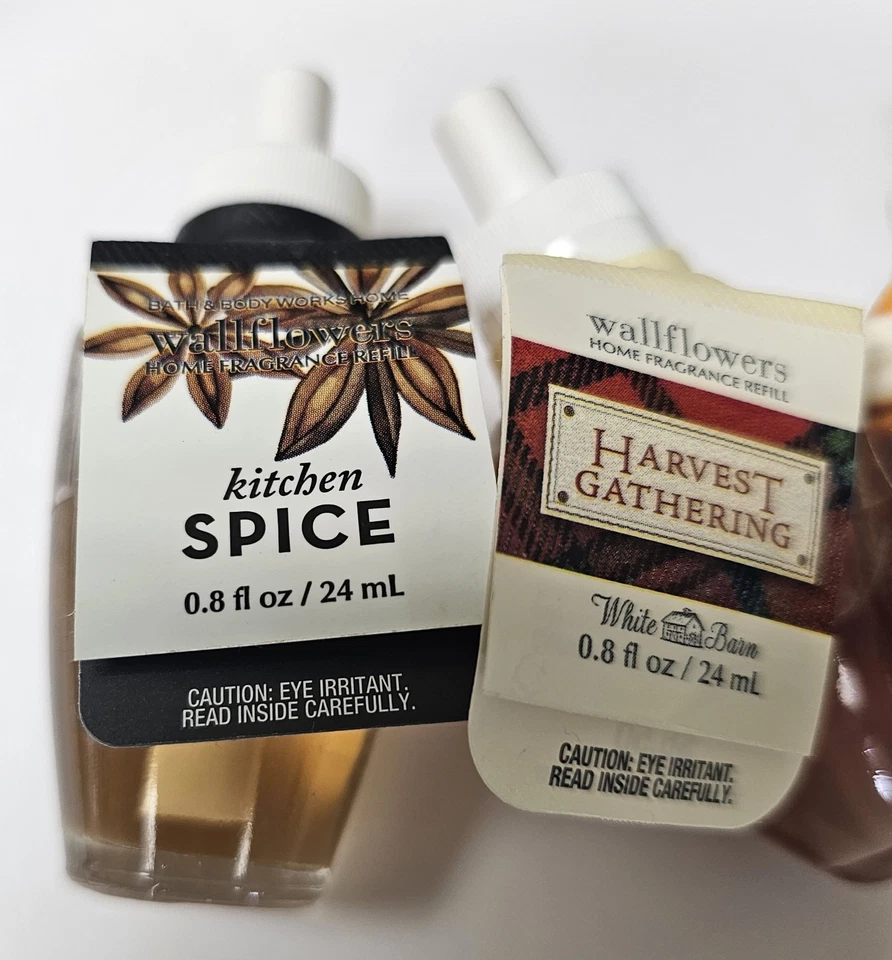 BATH & BODY WORKS HOME
wallflowers
HOME FRAGRANCE REFILL
kitchen
SPICE
0.8 fl oz / 24 mL
CAUTION: EYE IRRITANT.
READ INSIDE CAREFULLY.
wallflowers
HOME FRAGRANCE REFILL
HARVEST
GATHERING
White Barn
0.8 fl oz / 24 mL
CAUTION: EYE IRRITANT.
READ INSIDE CAREFULLY.